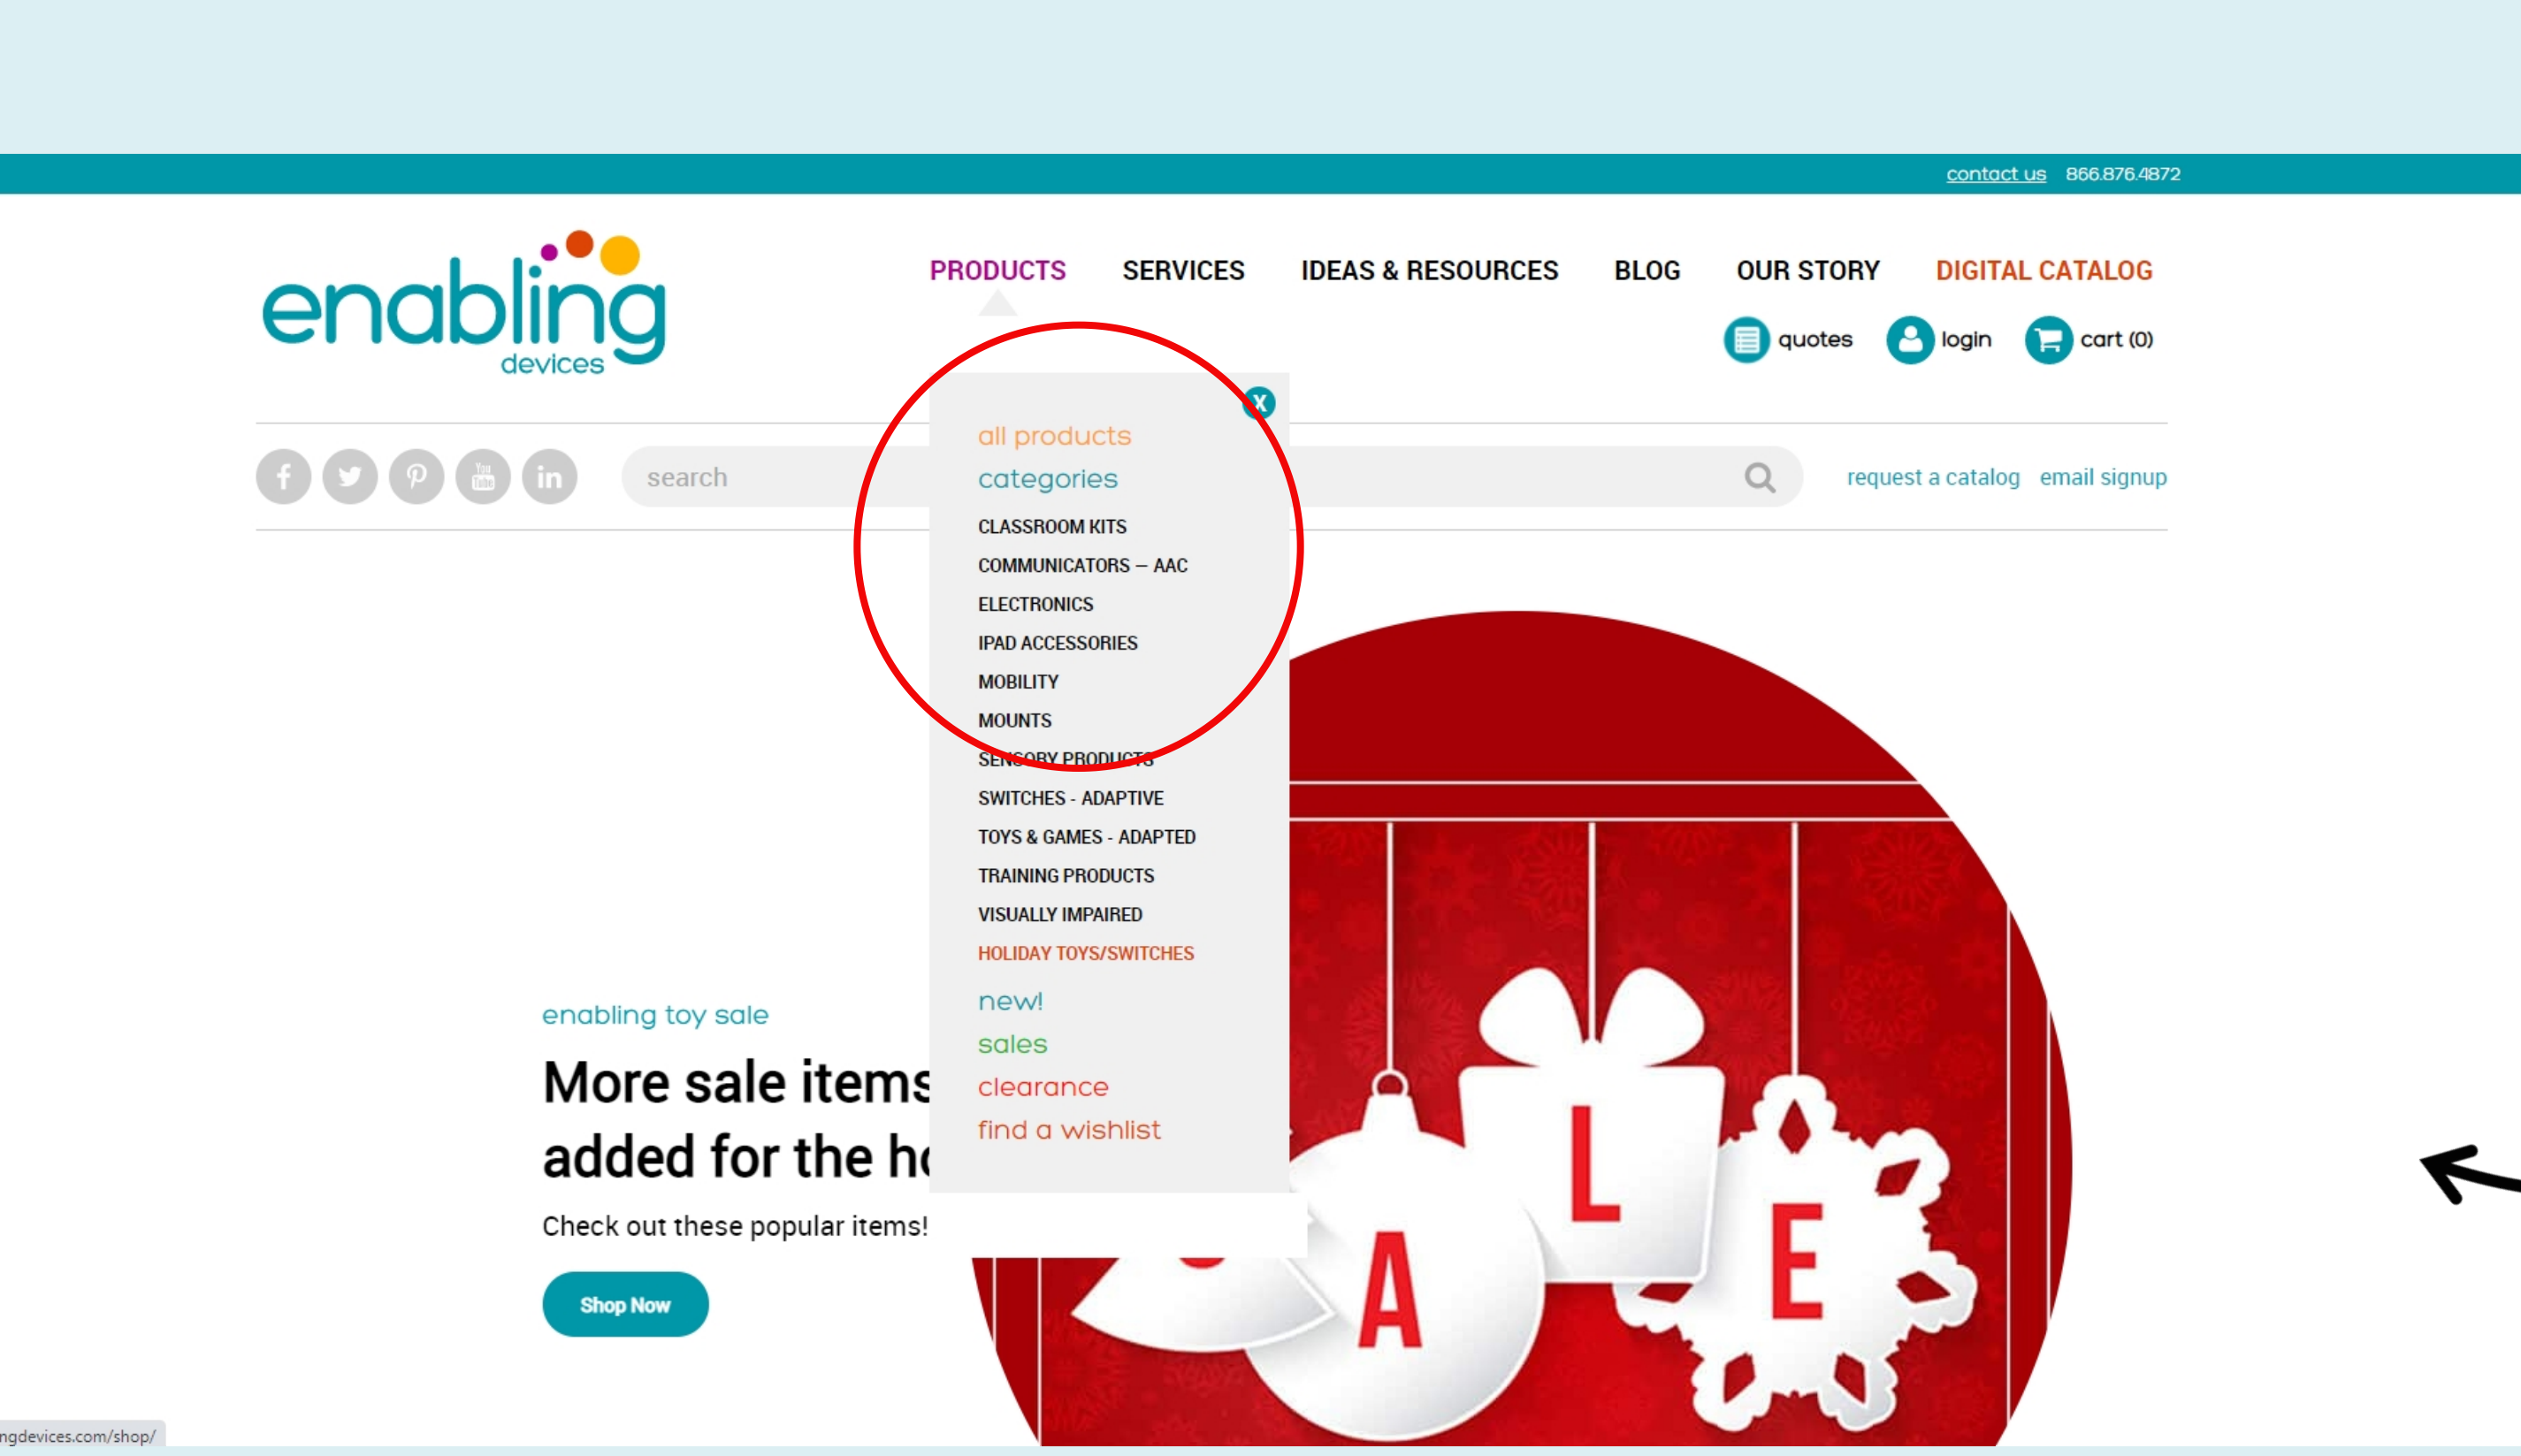 contact us 866.876.4872
enabling
devices
PRODUCTS SERVICES IDEAS & RESOURCES BLOG OUR STORY DIGITAL CATALOG
quotes login cart (0)
X
f You Tube in
search
request a catalog email signup
all products
categories
CLASSROOM KITS
COMMUNICATORS – AAC
ELECTRONICS
IPAD ACCESSORIES
MOBILITY
MOUNTS
SENSORY PRODUCTS
SWITCHES - ADAPTIVE
TOYS & GAMES - ADAPTED
TRAINING PRODUCTS
VISUALLY IMPAIRED
HOLIDAY TOYS/SWITCHES
new!
sales
clearance
find a wishlist
enabling toy sale
More sale items
added for the h
Check out these popular items!
Shop Now
A L E
ngdevices.com/shop/